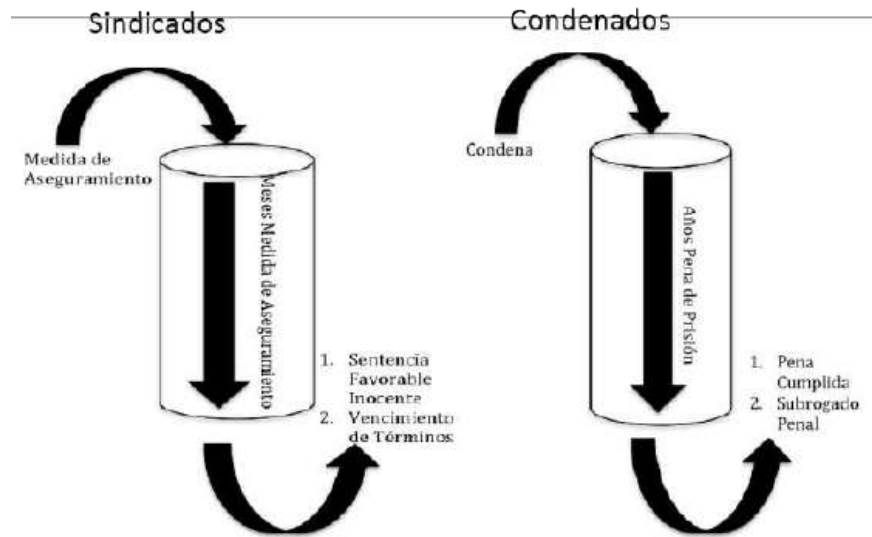 Sindicados
Medida de
Aseguramiento
Meses Medida de Aseguramiento
1. Sentencia
Favorable
Inocente
2. Vencimiento
de Términos
Condenados
Condena
Años Pena de Prisión
1. Pena
Cumplida
2. Subrogado
Penal